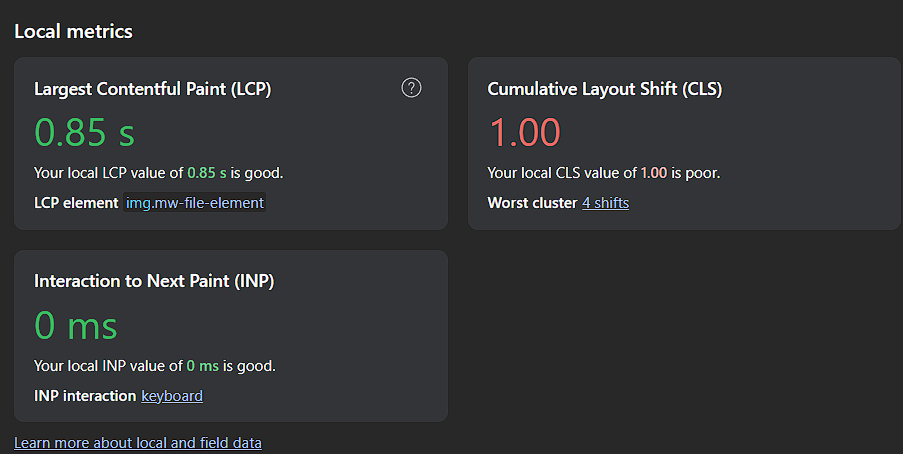 Local metrics
Largest Contentful Paint (LCP)
?
0.85 s
Your local LCP value of 0.85 s is good.
LCP element img.mw-file-element
Cumulative Layout Shift (CLS)
1.00
Your local CLS value of 1.00 is poor.
Worst cluster 4 shifts
Interaction to Next Paint (INP)
0 ms
Your local INP value of 0 ms is good.
INP interaction keyboard
Learn more about local and field data